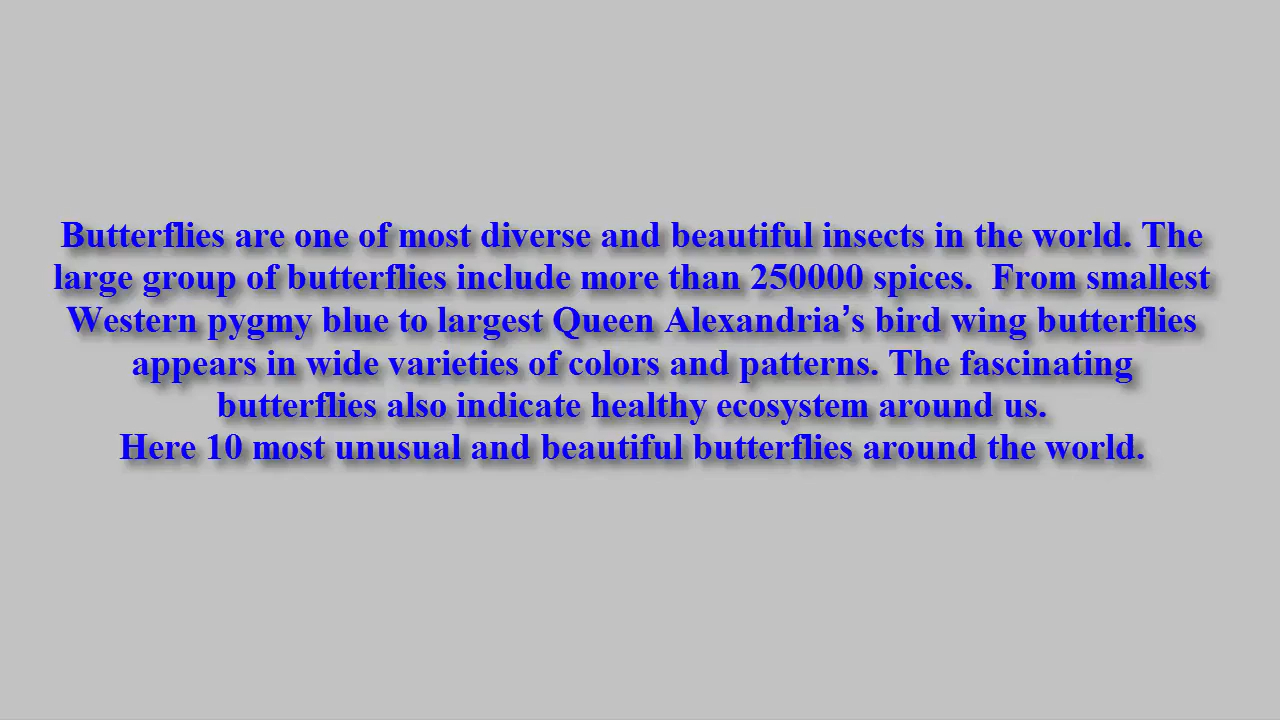 Butterflies are one of most diverse and beautiful insects in the world. The
large group of butterflies include more than 250000 spices.  From smallest
Western pygmy blue to largest Queen Alexandria’s bird wing butterflies
appears in wide varieties of colors and patterns. The fascinating
butterflies also indicate healthy ecosystem around us.
Here 10 most unusual and beautiful butterflies around the world.